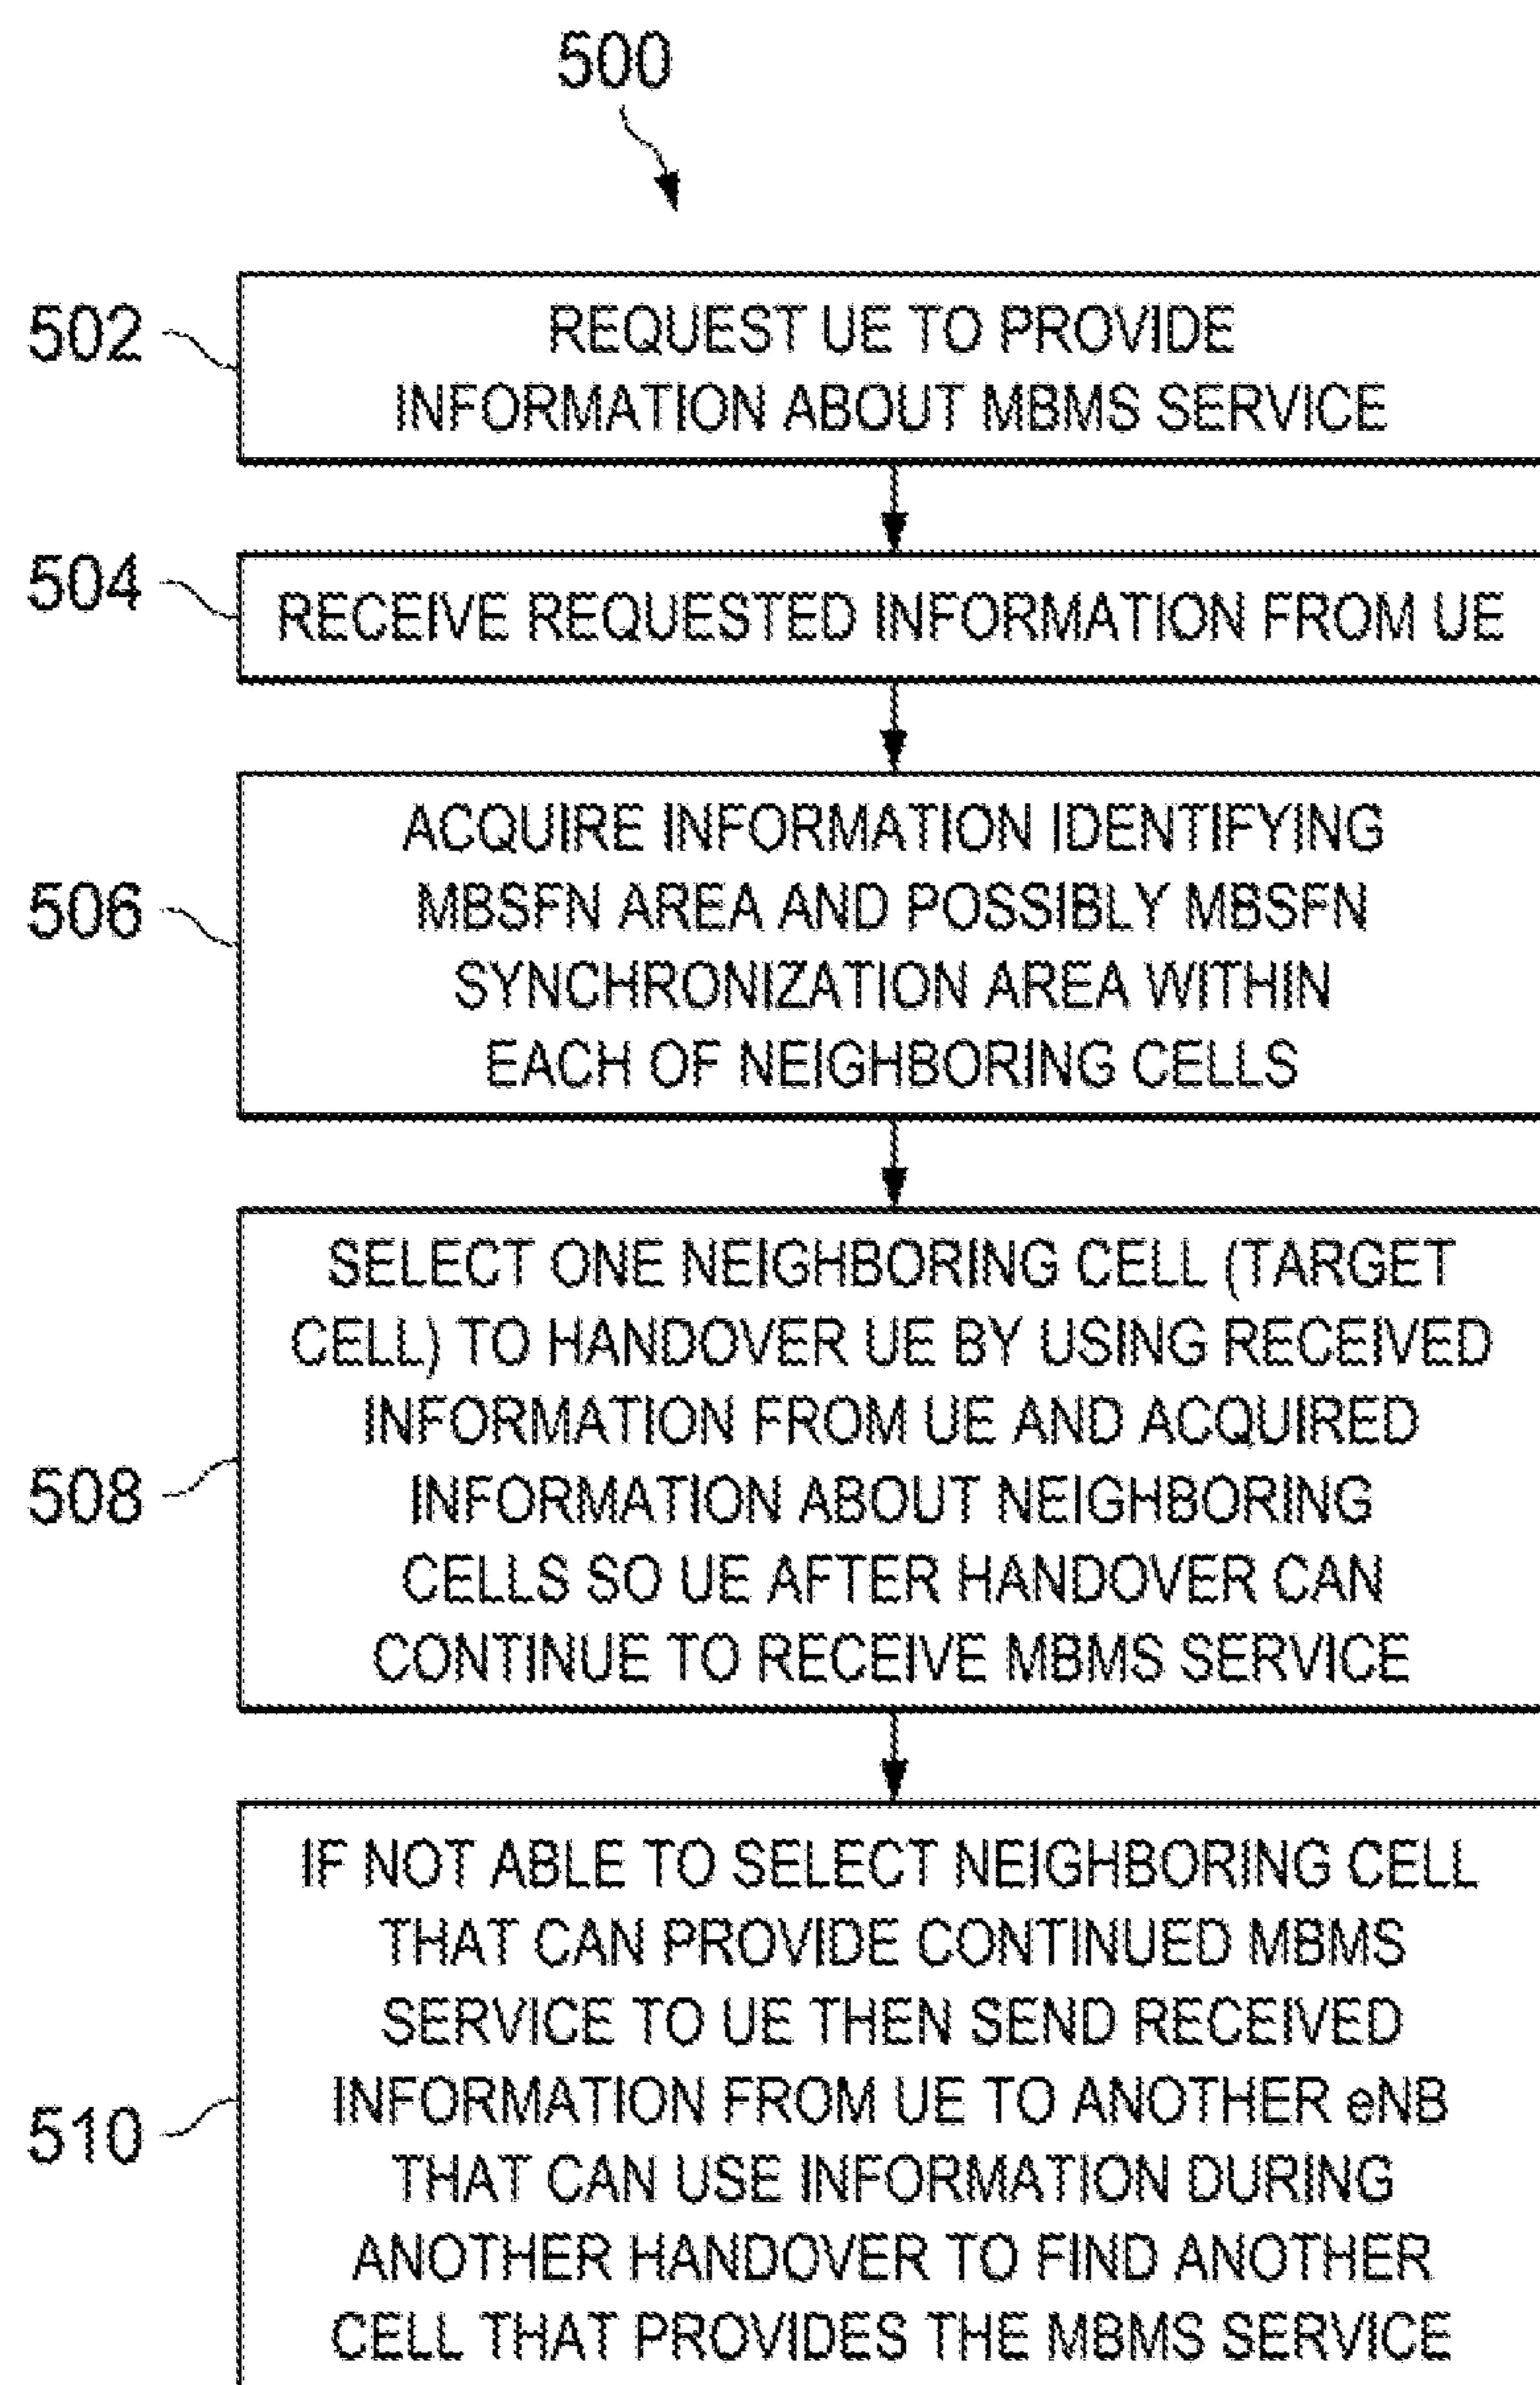 500
502
REQUEST UE TO PROVIDE
INFORMATION ABOUT MBMS SERVICE
504
RECEIVE REQUESTED INFORMATION FROM UE
506
ACQUIRE INFORMATION IDENTIFYING
MBSFN AREA AND POSSIBLY MBSFN
SYNCHRONIZATION AREA WITHIN
EACH OF NEIGHBORING CELLS
508
SELECT ONE NEIGHBORING CELL (TARGET
CELL) TO HANDOVER UE BY USING RECEIVED
INFORMATION FROM UE AND ACQUIRED
INFORMATION ABOUT NEIGHBORING
CELLS SO UE AFTER HANDOVER CAN
CONTINUE TO RECEIVE MBMS SERVICE
510
IF NOT ABLE TO SELECT NEIGHBORING CELL
THAT CAN PROVIDE CONTINUED MBMS
SERVICE TO UE THEN SEND RECEIVED
INFORMATION FROM UE TO ANOTHER eNB
THAT CAN USE INFORMATION DURING
ANOTHER HANDOVER TO FIND ANOTHER
CELL THAT PROVIDES THE MBMS SERVICE